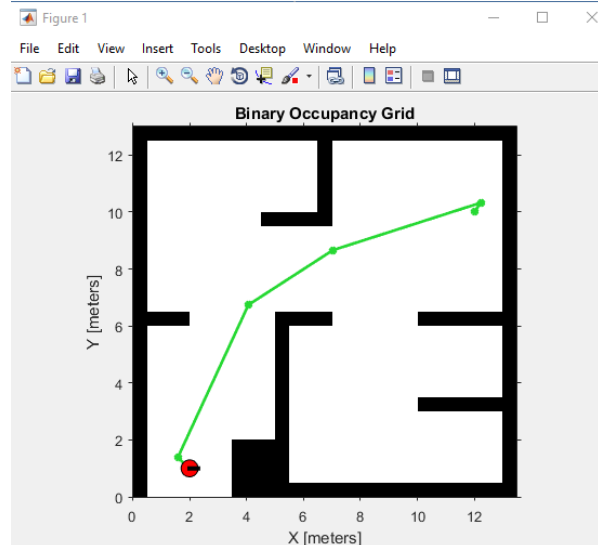 Figure 1
File Edit View Insert Tools Desktop Window Help
Binary Occupancy Grid
12
10
8
6
4
2
0
Y [meters]
0 2 4 6 8 10 12
X [meters]